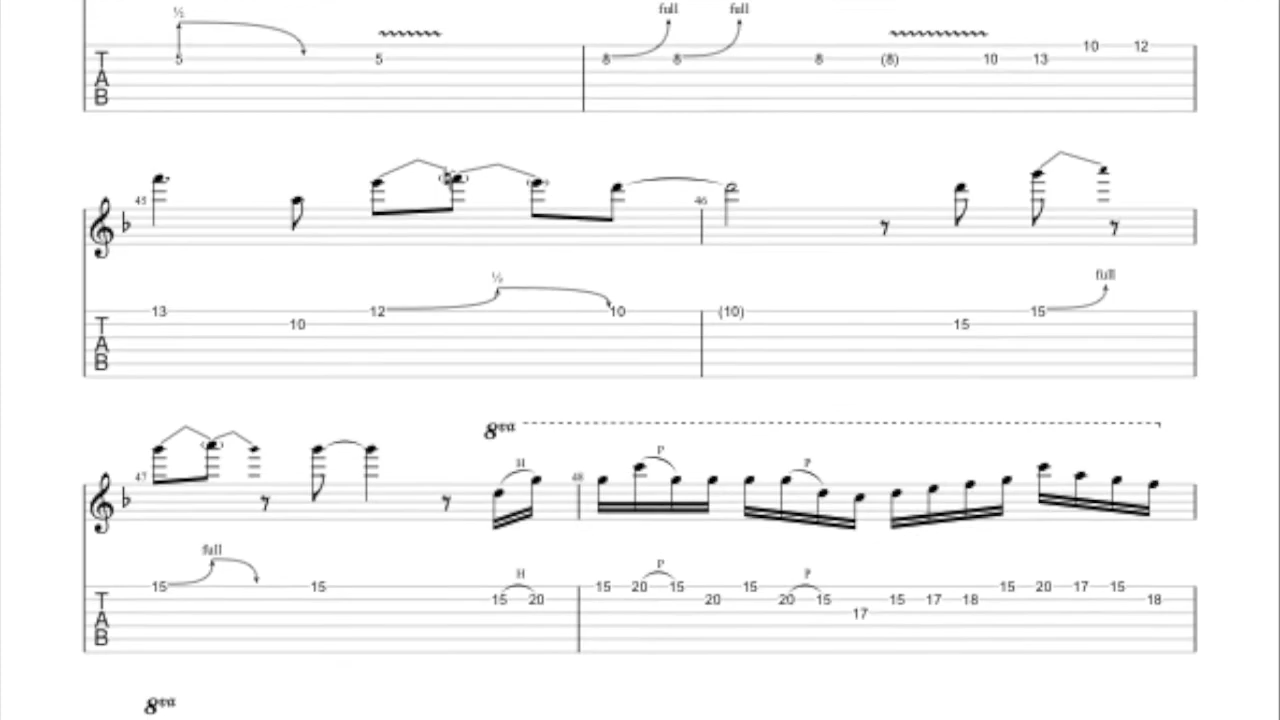 ½ full full
10 12
5 5 8 8 8 (8) 10 13
T
A
B
45 46
½ full
13 12 10 (10) 15
10 15
T
A
B
8va
47 H P 48 P
full
H P P
15 15 15 20 15 15 15 20 17 15
15 20 20 20 15 15 17 18 18
17
T
A
B
8va